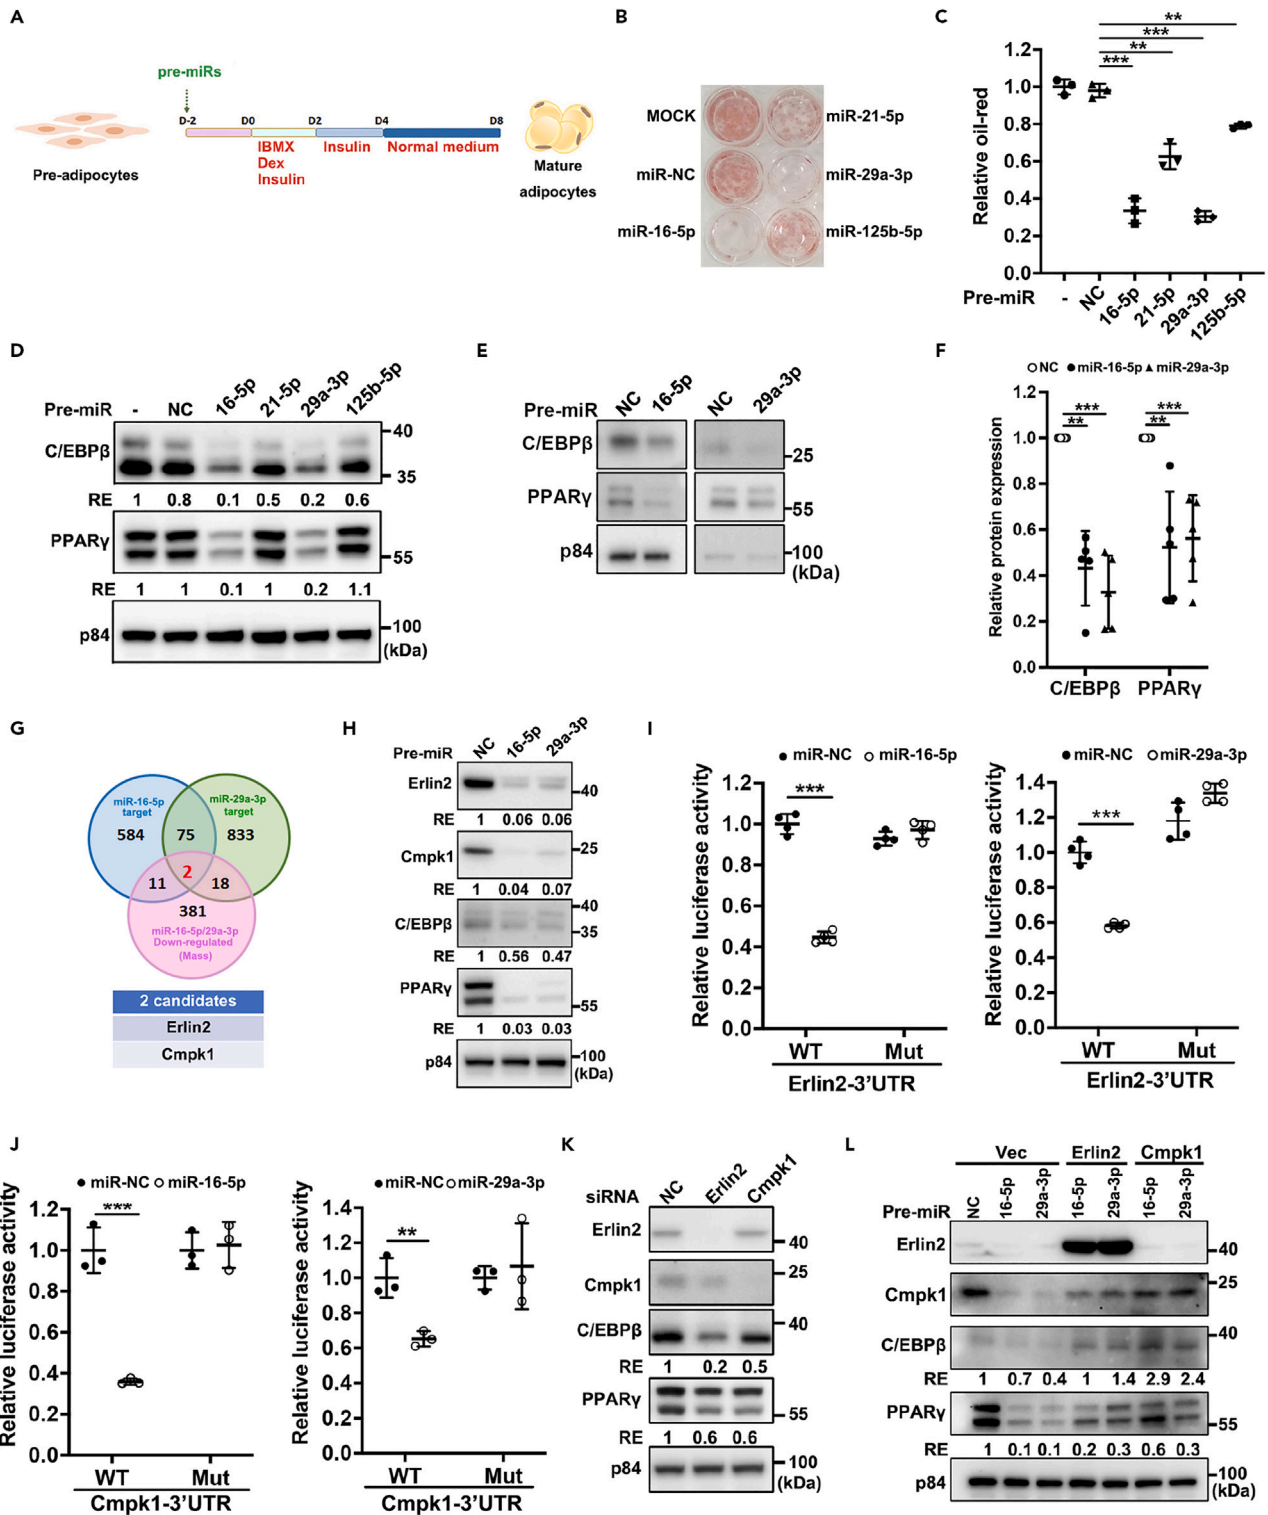 A
pre-miRs
D-2 D0 D2 D4 D8
IBMX Insulin Normal medium
Dex
Insulin
Pre-adipocytes
Mature
adipocytes
B
MOCK miR-21-5p
miR-NC miR-29a-3p
miR-16-5p miR-125b-5p
C
**
***
**
***
Relative oil-red
1.2
1.0
0.8
0.6
0.4
0.2
0.0
Pre-miR - NC 16-5p 21-5p 29a-3p 125b-5p
D
Pre-miR - NC 16-5p 21-5p 29a-3p 125b-5p
C/EBPβ 40
35
RE 1 0.8 0.1 0.5 0.2 0.6
PPARγ 55
RE 1 1 0.1 1 0.2 1.1
p84 100
(kDa)
E
Pre-miR NC 16-5p NC 29a-3p
C/EBPβ 25
PPARγ 55
p84 100
(kDa)
F
NC miR-16-5p miR-29a-3p
Relative protein expression
1.2
1.0
0.8
0.6
0.4
0.2
0.0
*** ***
** **
C/EBPβ PPARγ
G
miR-16-5p
target
miR-29a-3p
target
584 75 833
11 2 18
381
miR-16-5p/29a-3p
Down-regulated
(Mass)
2 candidates
Erlin2
Cmpk1
H
Pre-miR NC 16-5p 29a-3p
Erlin2 40
RE 1 0.06 0.06
Cmpk1 25
RE 1 0.04 0.07
C/EBPβ 40
35
RE 1 0.56 0.47
PPARγ 55
RE 1 0.03 0.03
p84 100
(kDa)
I
miR-NC miR-16-5p
Relative luciferase activity
1.2
1.0
0.8
0.6
0.4
0.2
0.0
***
WT Mut
Erlin2-3'UTR
miR-NC miR-29a-3p
Relative luciferase activity
1.4
1.2
1.0
0.8
0.6
0.4
0.2
0.0
***
WT Mut
Erlin2-3'UTR
J
miR-NC miR-16-5p
Relative luciferase activity
1.2
1.0
0.8
0.6
0.4
0.2
0.0
***
WT Mut
Cmpk1-3'UTR
miR-NC miR-29a-3p
Relative luciferase activity
1.4
1.2
1.0
0.8
0.6
0.4
0.2
0.0
**
WT Mut
Cmpk1-3'UTR
K
siRNA NC Erlin2 Cmpk1
Erlin2 40
Cmpk1 25
C/EBPβ 40
RE 1 0.2 0.5
PPARγ 55
RE 1 0.6 0.6
p84 100
(kDa)
L
Vec Erlin2 Cmpk1
Pre-miR NC 16-5p 29a-3p 16-5p 29a-3p 16-5p 29a-3p
Erlin2 40
Cmpk1 25
C/EBPβ 40
RE 1 0.7 0.4 1 1.4 2.9 2.4
PPARγ 55
RE 1 0.1 0.1 0.2 0.3 0.6 0.3
p84 100
(kDa)